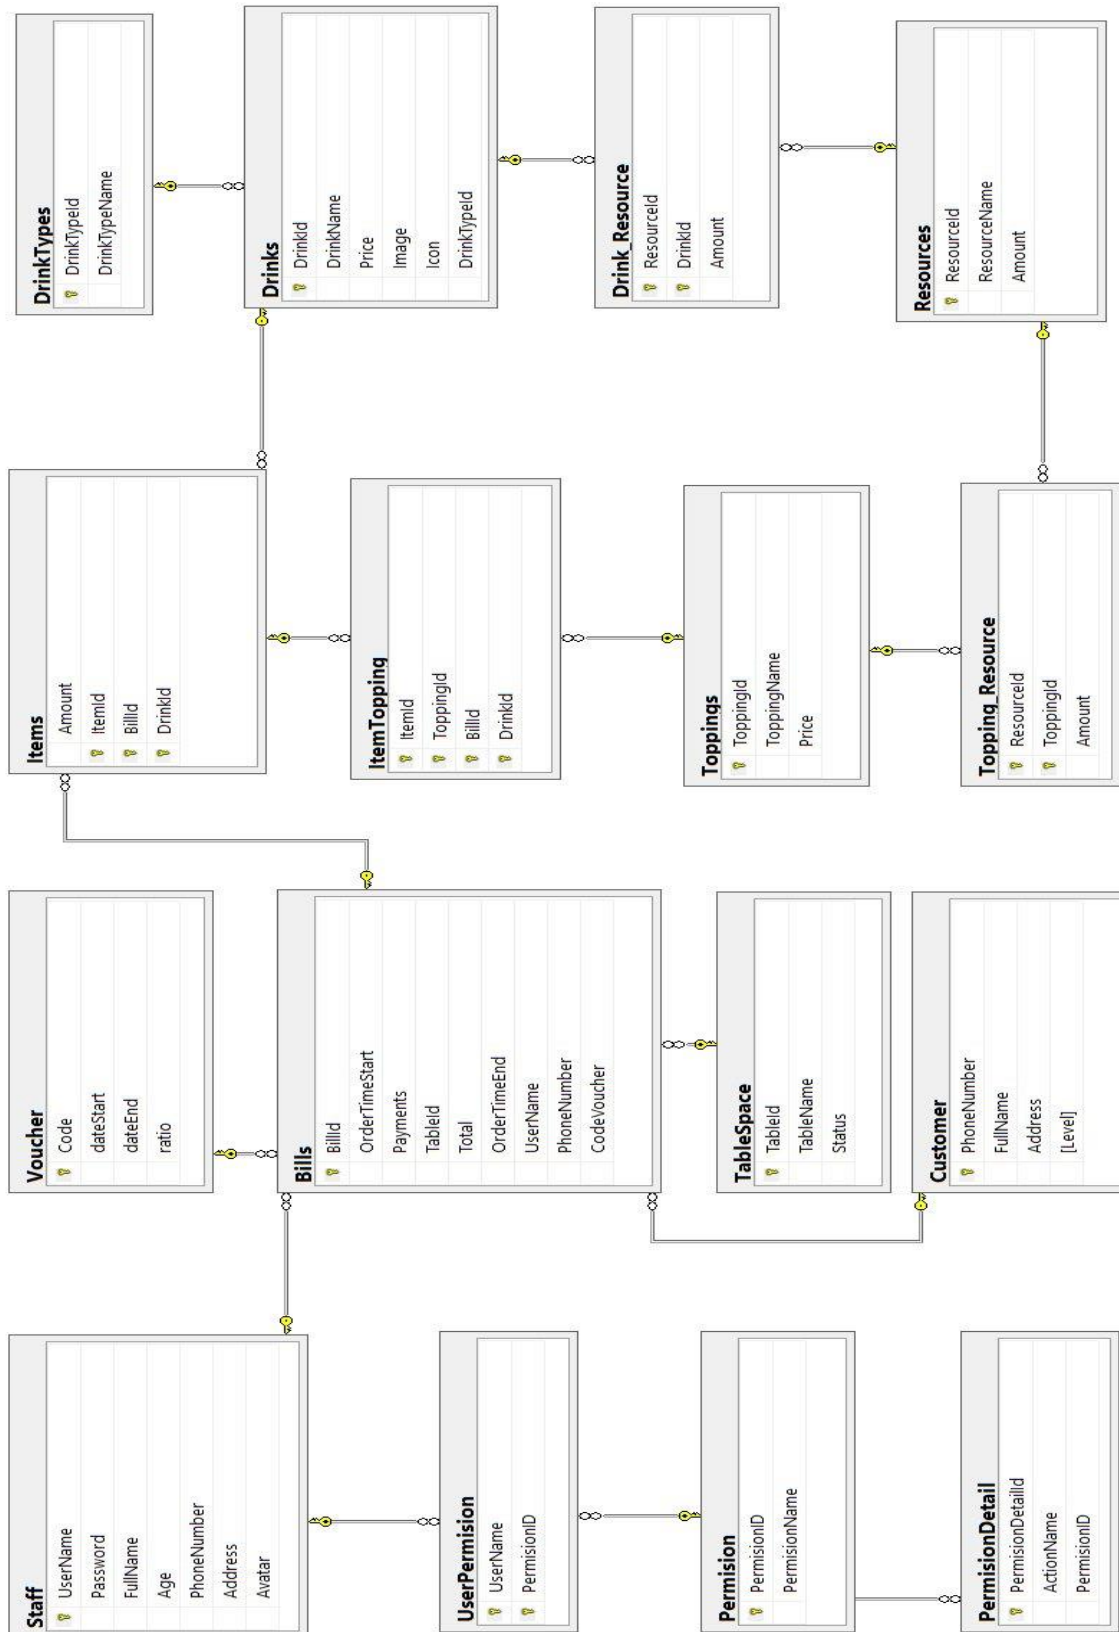 Staff
UserName
Password
FullName
Age
PhoneNumber
Address
Avatar
UserPermision
UserName
PermisionID
Permision
PermisionID
PermisionName
PermisionDetail
PermisionDetailId
ActionName
PermisionID
Voucher
Code
dateStart
dateEnd
ratio
Bills
BillId
OrderTimeStart
Payments
TableId
Total
OrderTimeEnd
UserName
PhoneNumber
CodeVoucher
TableSpace
TableId
TableName
Status
Customer
PhoneNumber
FullName
Address
[Level]
Items
Amount
ItemId
BillId
DrinkId
ItemTopping
ItemId
ToppingId
BillId
DrinkId
Toppings
ToppingId
ToppingName
Price
Topping_Resource
ResourceId
ToppingId
Amount
DrinkTypes
DrinkTypeId
DrinkTypeName
Drinks
DrinkId
DrinkName
Price
Image
Icon
DrinkTypeId
Drink_Resource
ResourceId
DrinkId
Amount
Resources
ResourceId
ResourceName
Amount